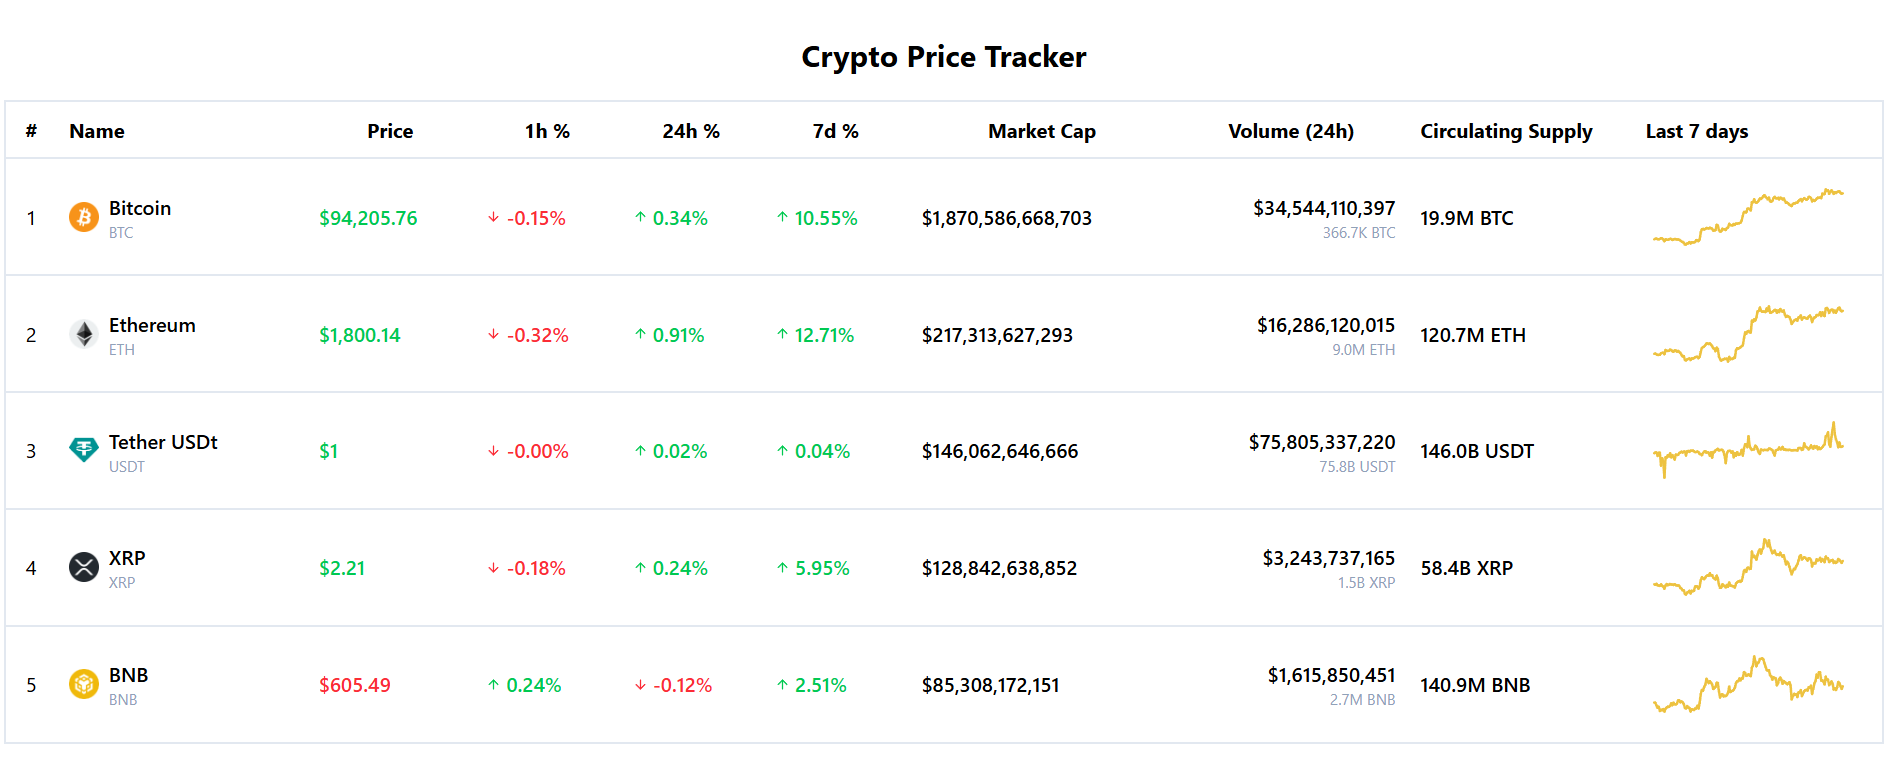 Crypto Price Tracker
# Name Price 1h % 24h % 7d % Market Cap Volume (24h) Circulating Supply Last 7 days
1 Bitcoin $94,205.76 ↓ -0.15% ↑ 0.34% ↑ 10.55% $1,870,586,668,703 $34,544,110,397 19.9M BTC
BTC 366.7K BTC
2 Ethereum $1,800.14 ↓ -0.32% ↑ 0.91% ↑ 12.71% $217,313,627,293 $16,286,120,015 120.7M ETH
ETH 9.0M ETH
3 Tether USDt $1 ↓ -0.00% ↑ 0.02% ↑ 0.04% $146,062,646,666 $75,805,337,220 146.0B USDT
USDT 75.8B USDT
4 XRP $2.21 ↓ -0.18% ↑ 0.24% ↑ 5.95% $128,842,638,852 $3,243,737,165 58.4B XRP
XRP 1.5B XRP
5 BNB $605.49 ↑ 0.24% ↓ -0.12% ↑ 2.51% $85,308,172,151 $1,615,850,451 140.9M BNB
BNB 2.7M BNB